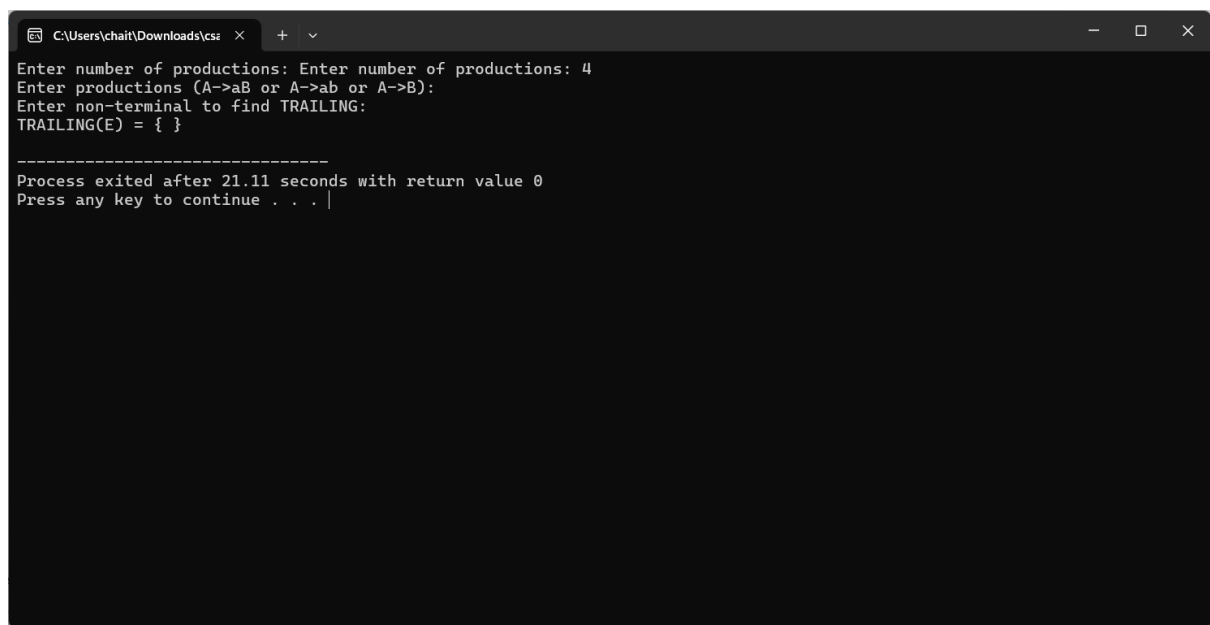 C:\Users\chait\Downloads\csa
Enter number of productions: Enter number of productions: 4
Enter productions (A->aB or A->ab or A->B):
Enter non-terminal to find TRAILING:
TRAILING(E) = { }
--------------------------------
Process exited after 21.11 seconds with return value 0
Press any key to continue . . .